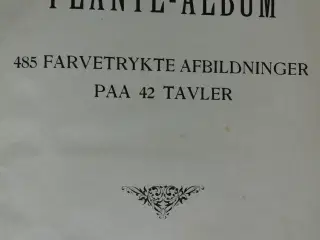 PLANTE-ALBUM
485 FARVETRYKTE AFBILDNINGER
PAA 42 TAVLER